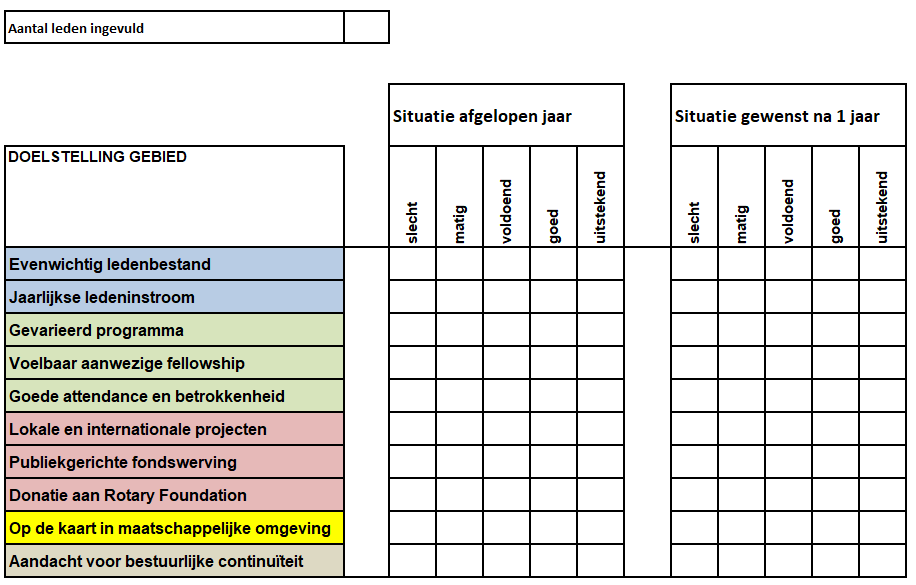 Aantal leden ingevuld
Situatie afgelopen jaar
Situatie gewenst na 1 jaar
DOELSTELLING GEBIED
slecht
matig
voldoend
goed
uitstekend
slecht
matig
voldoend
goed
uitstekend
Evenwichtig ledenbestand
Jaarlijkse ledeninstroom
Gevarieerd programma
Voelbaar aanwezige fellowship
Goede attendance en betrokkenheid
Lokale en internationale projecten
Publiekgerichte fondswerving
Donatie aan Rotary Foundation
Op de kaart in maatschappelijke omgeving
Aandacht voor bestuurlijke continuïteit